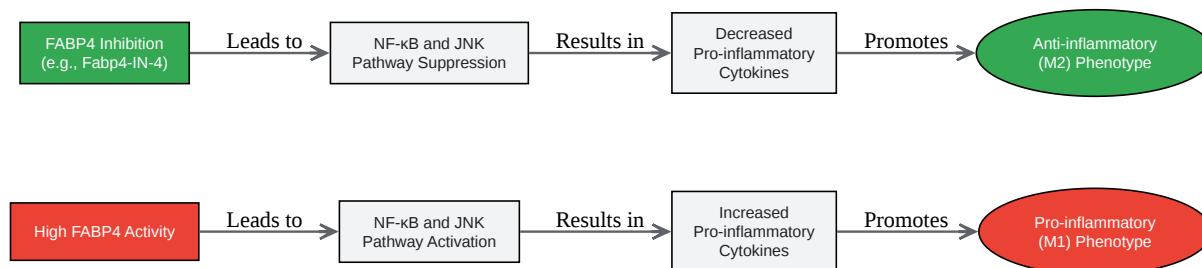 FABP4 Inhibition
(e.g., Fabp4-IN-4)
Leads to
NF-κB and JNK
Pathway Suppression
Results in
Decreased
Pro-inflammatory
Cytokines
Promotes
Anti-inflammatory
(M2) Phenotype
High FABP4 Activity
Leads to
NF-κB and JNK
Pathway Activation
Results in
Increased
Pro-inflammatory
Cytokines
Promotes
Pro-inflammatory
(M1) Phenotype